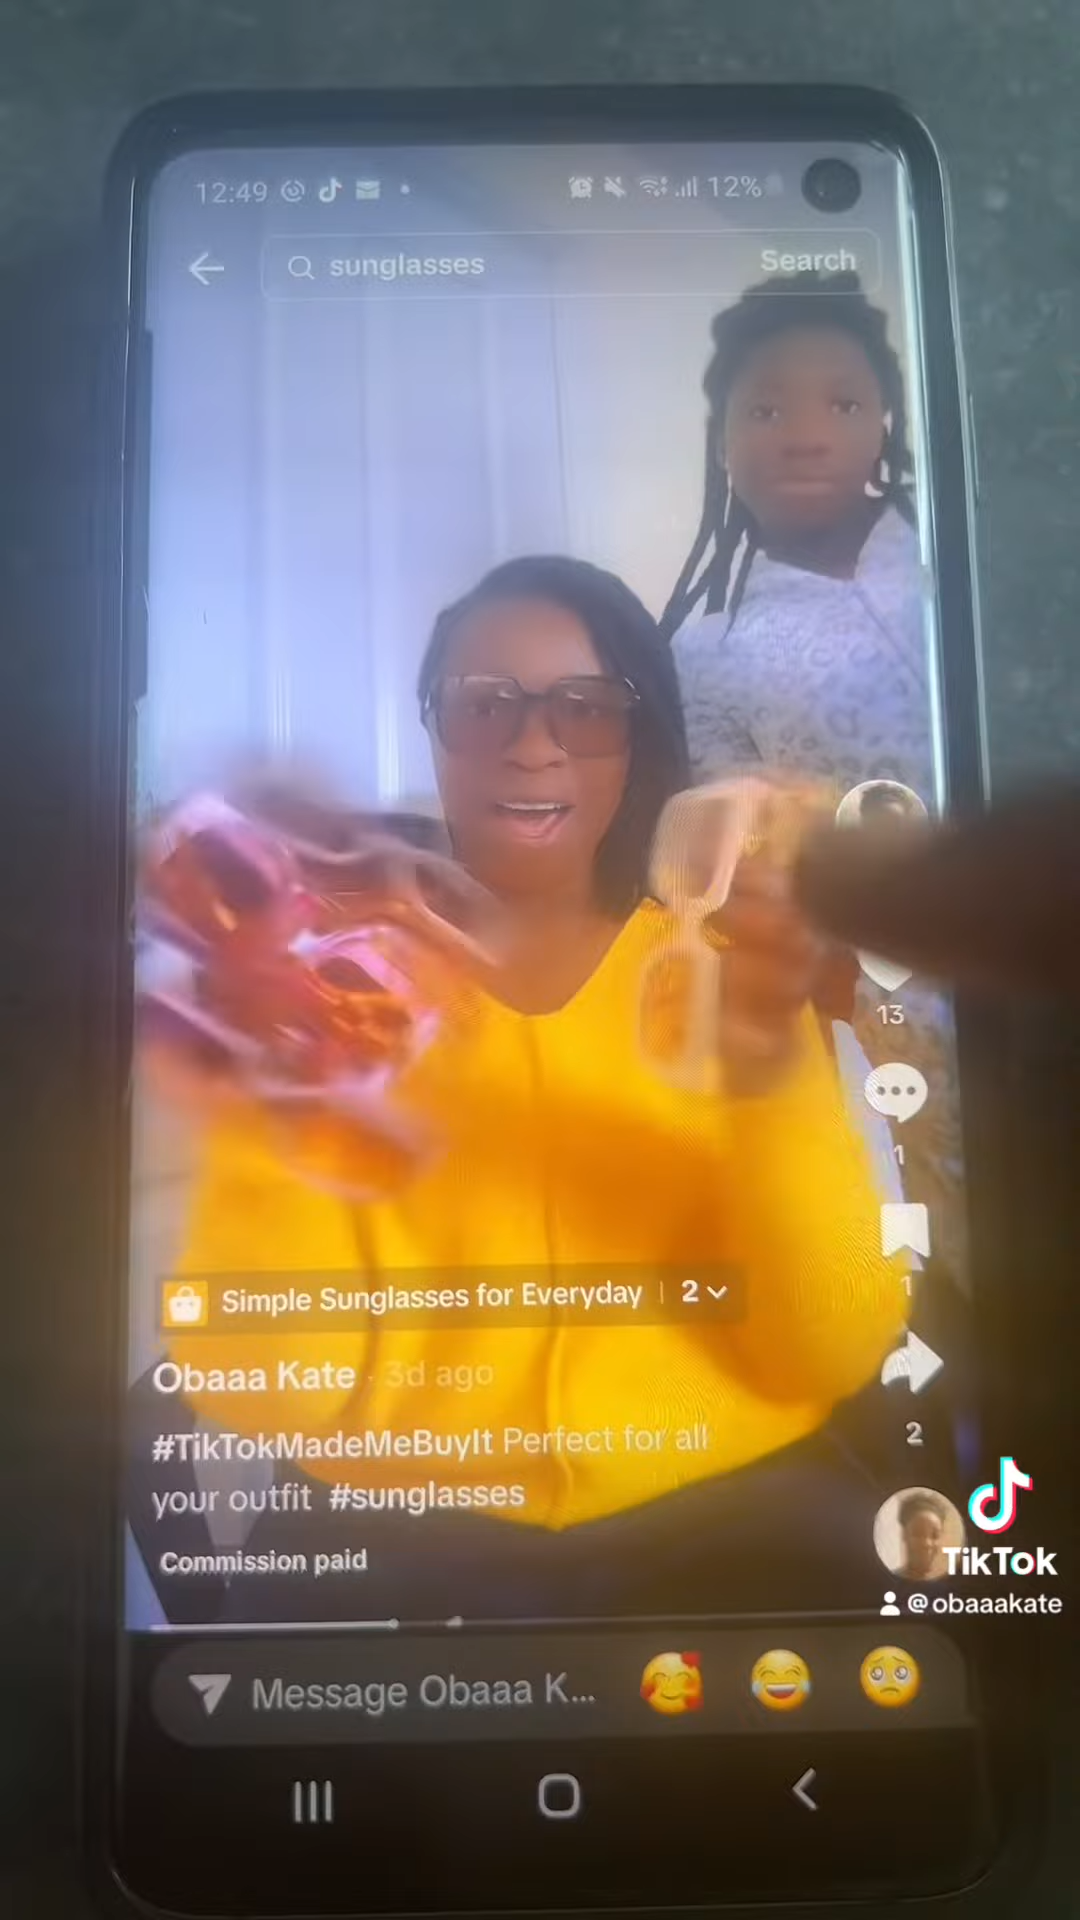 12:49
12%
sunglasses
Search
13
1
1
Simple Sunglasses for Everyday | 2
Obaaa Kate · 3d ago
2
#TikTokMadeMeBuyIt Perfect for all
your outfit #sunglasses
Commission paid
TikTok
@obaaakate
Message Obaaa K...